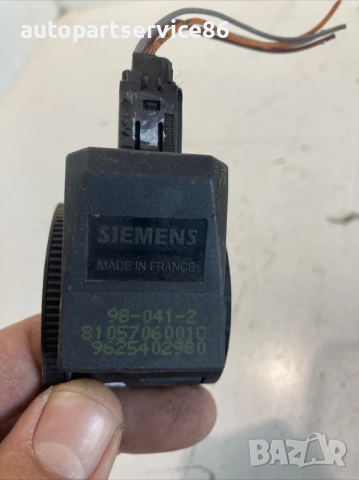 autopartservice86
SIEMENS
MADE IN FRANCE
98-041-2
S105706001C
9625402980
BAZAR
bg